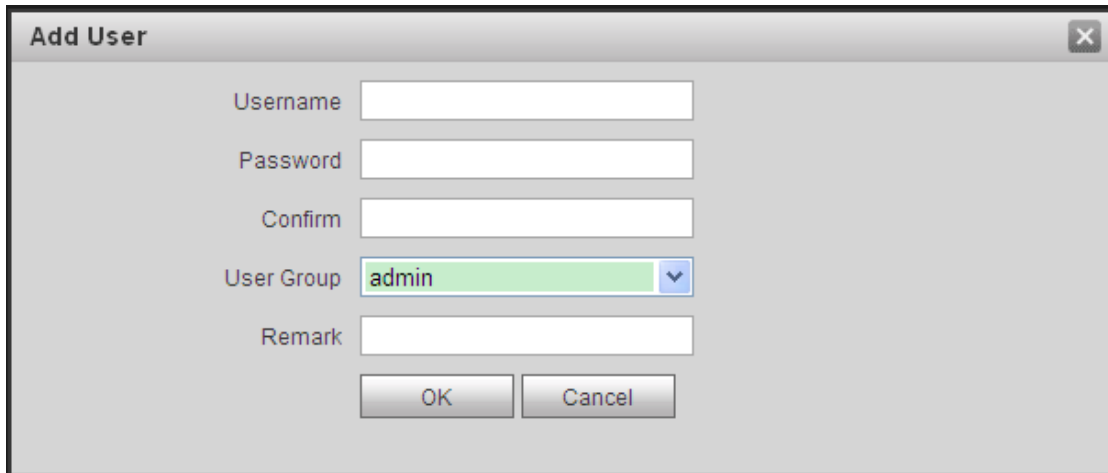 Add User
Username
Password
Confirm
User Group admin
Remark
OK Cancel